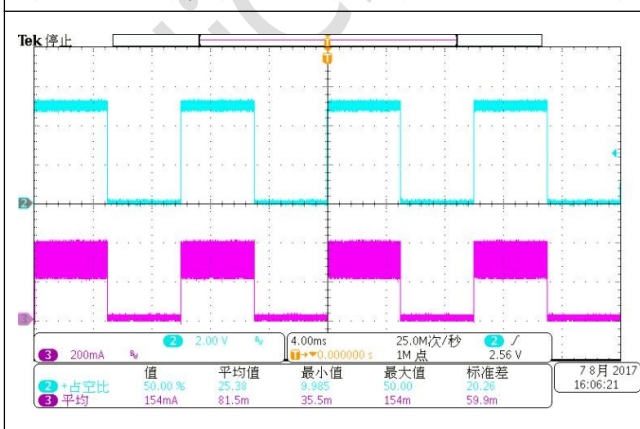 Tek 停止
T
T
2
3
2 2.00 V BW 4.00ms 25.0M次/秒 2 ∫
3 200mA BW T→▼0.000000 s 1M 点 2.56 V
值 平均值 最小值 最大值 标准差
2 +占空比 50.00 % 25.38 9.985 50.00 20.26
3 平均 154mA 81.5m 35.5m 154m 59.9m
7 8月 2017
16:06:21